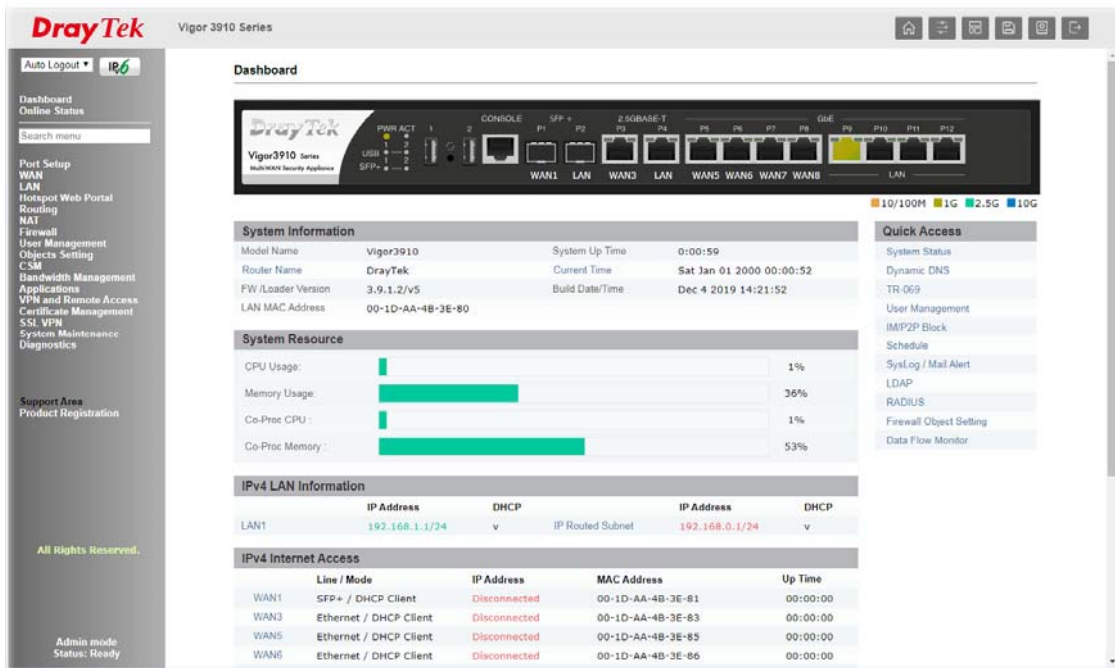 DrayTek
Vigor 3910 Series
Auto Logout
IPv6
Dashboard
Online Status
Search menu
Port Setup
WAN
LAN
Hotspot Web Portal
Routing
NAT
Firewall
User Management
Objects Setting
CSM
Bandwidth Management
Applications
VPN and Remote Access
Certificate Management
SSL VPN
System Maintenance
Diagnostics
Support Area
Product Registration
All Rights Reserved.
Admin mode
Status: Ready
Dashboard
DrayTek
Vigor3910 Series
Multi-WAN Security Appliance
PWR ACT 1 2
USB 1 2
SFP+ 1 2
CONSOLE SFP + 2.5GBASE-T GbE
P1 P2 P3 P4 P5 P6 P7 P8 P9 P10 P11 P12
WAN1 LAN WAN3 LAN WAN5 WAN6 WAN7 WAN8 LAN
10/100M 1G 2.5G 10G
System Information
Model Name Vigor3910 System Up Time 0:00:59
Router Name DrayTek Current Time Sat Jan 01 2000 00:00:52
FW /Loader Version 3.9.1.2/v5 Build Date/Time Dec 4 2019 14:21:52
LAN MAC Address 00-1D-AA-4B-3E-80
System Resource
CPU Usage: 1%
Memory Usage: 36%
Co-Proc CPU : 1%
Co-Proc Memory : 53%
IPv4 LAN Information
IP Address DHCP IP Address DHCP
LAN1 192.168.1.1/24 v IP Routed Subnet 192.168.0.1/24 v
IPv4 Internet Access
Line / Mode IP Address MAC Address Up Time
WAN1 SFP+ / DHCP Client Disconnected 00-1D-AA-4B-3E-81 00:00:00
WAN3 Ethernet / DHCP Client Disconnected 00-1D-AA-4B-3E-83 00:00:00
WAN5 Ethernet / DHCP Client Disconnected 00-1D-AA-4B-3E-85 00:00:00
WAN6 Ethernet / DHCP Client Disconnected 00-1D-AA-4B-3E-86 00:00:00
Quick Access
System Status
Dynamic DNS
TR-069
User Management
IM/P2P Block
Schedule
SysLog / Mail Alert
LDAP
RADIUS
Firewall Object Setting
Data Flow Monitor